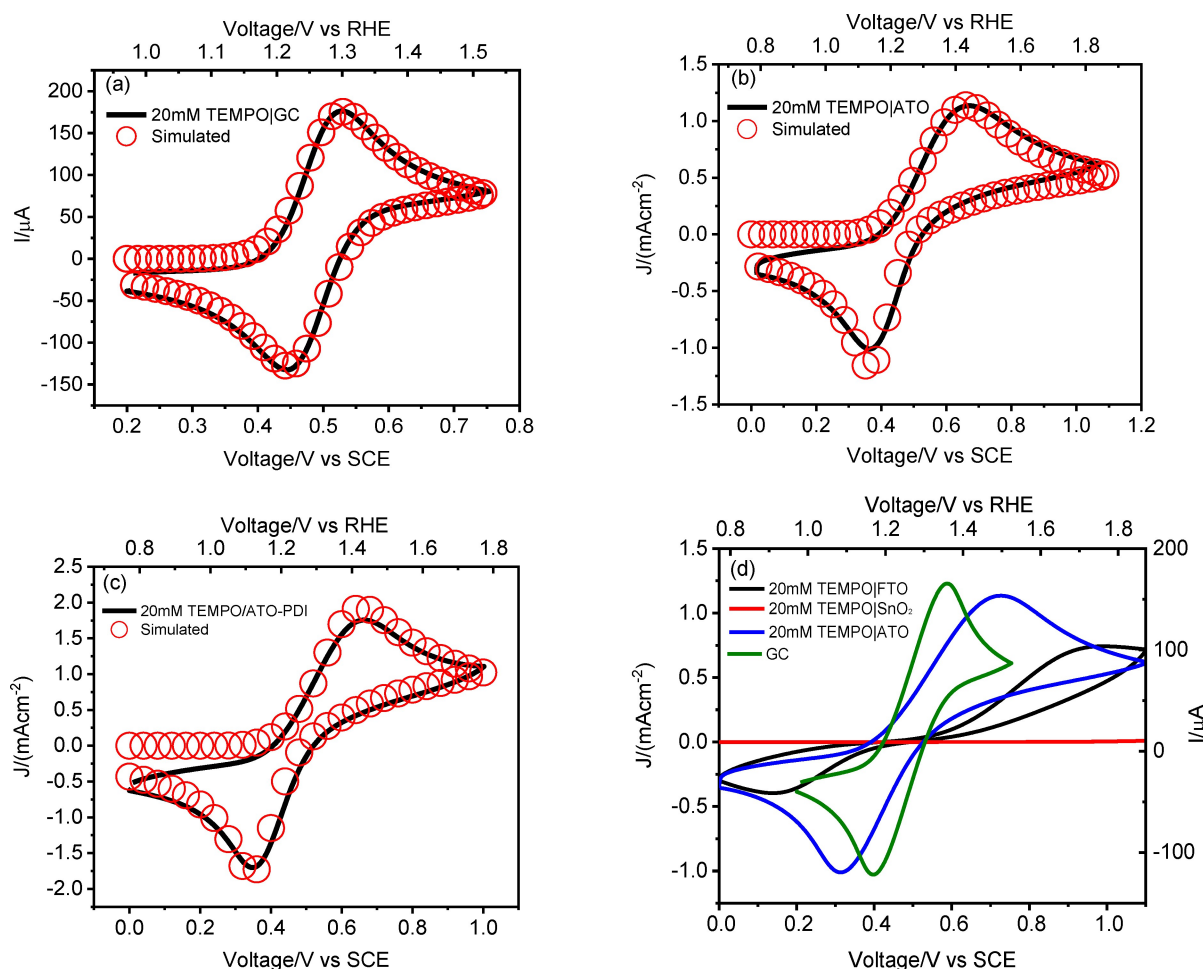 Voltage/V vs RHE
1.0 1.1 1.2 1.3 1.4 1.5
(a)
20mM TEMPO|GC
Simulated
I/µA
200
150
100
50
0
-50
-100
-150
0.2 0.3 0.4 0.5 0.6 0.7 0.8
Voltage/V vs SCE
Voltage/V vs RHE
0.8 1.0 1.2 1.4 1.6 1.8
(b)
20mM TEMPO|ATO
Simulated
J/(mAcm⁻²)
1.5
1.0
0.5
0.0
-0.5
-1.0
-1.5
0.0 0.2 0.4 0.6 0.8 1.0 1.2
Voltage/V vs SCE
Voltage/V vs RHE
0.8 1.0 1.2 1.4 1.6 1.8
(c)
20mM TEMPO/ATO-PDI
Simulated
J/(mAcm⁻²)
2.5
2.0
1.5
1.0
0.5
0.0
-0.5
-1.0
-1.5
-2.0
0.0 0.2 0.4 0.6 0.8 1.0
Voltage/V vs SCE
Voltage/V vs RHE
0.8 1.0 1.2 1.4 1.6 1.8
(d)
20mM TEMPO|FTO
20mM TEMPO|SnO₂
20mM TEMPO|ATO
GC
J/(mAcm⁻²)
1.5
1.0
0.5
0.0
-0.5
-1.0
200
100
0
-100
I/µA
0.0 0.2 0.4 0.6 0.8 1.0
Voltage/V vs SCE